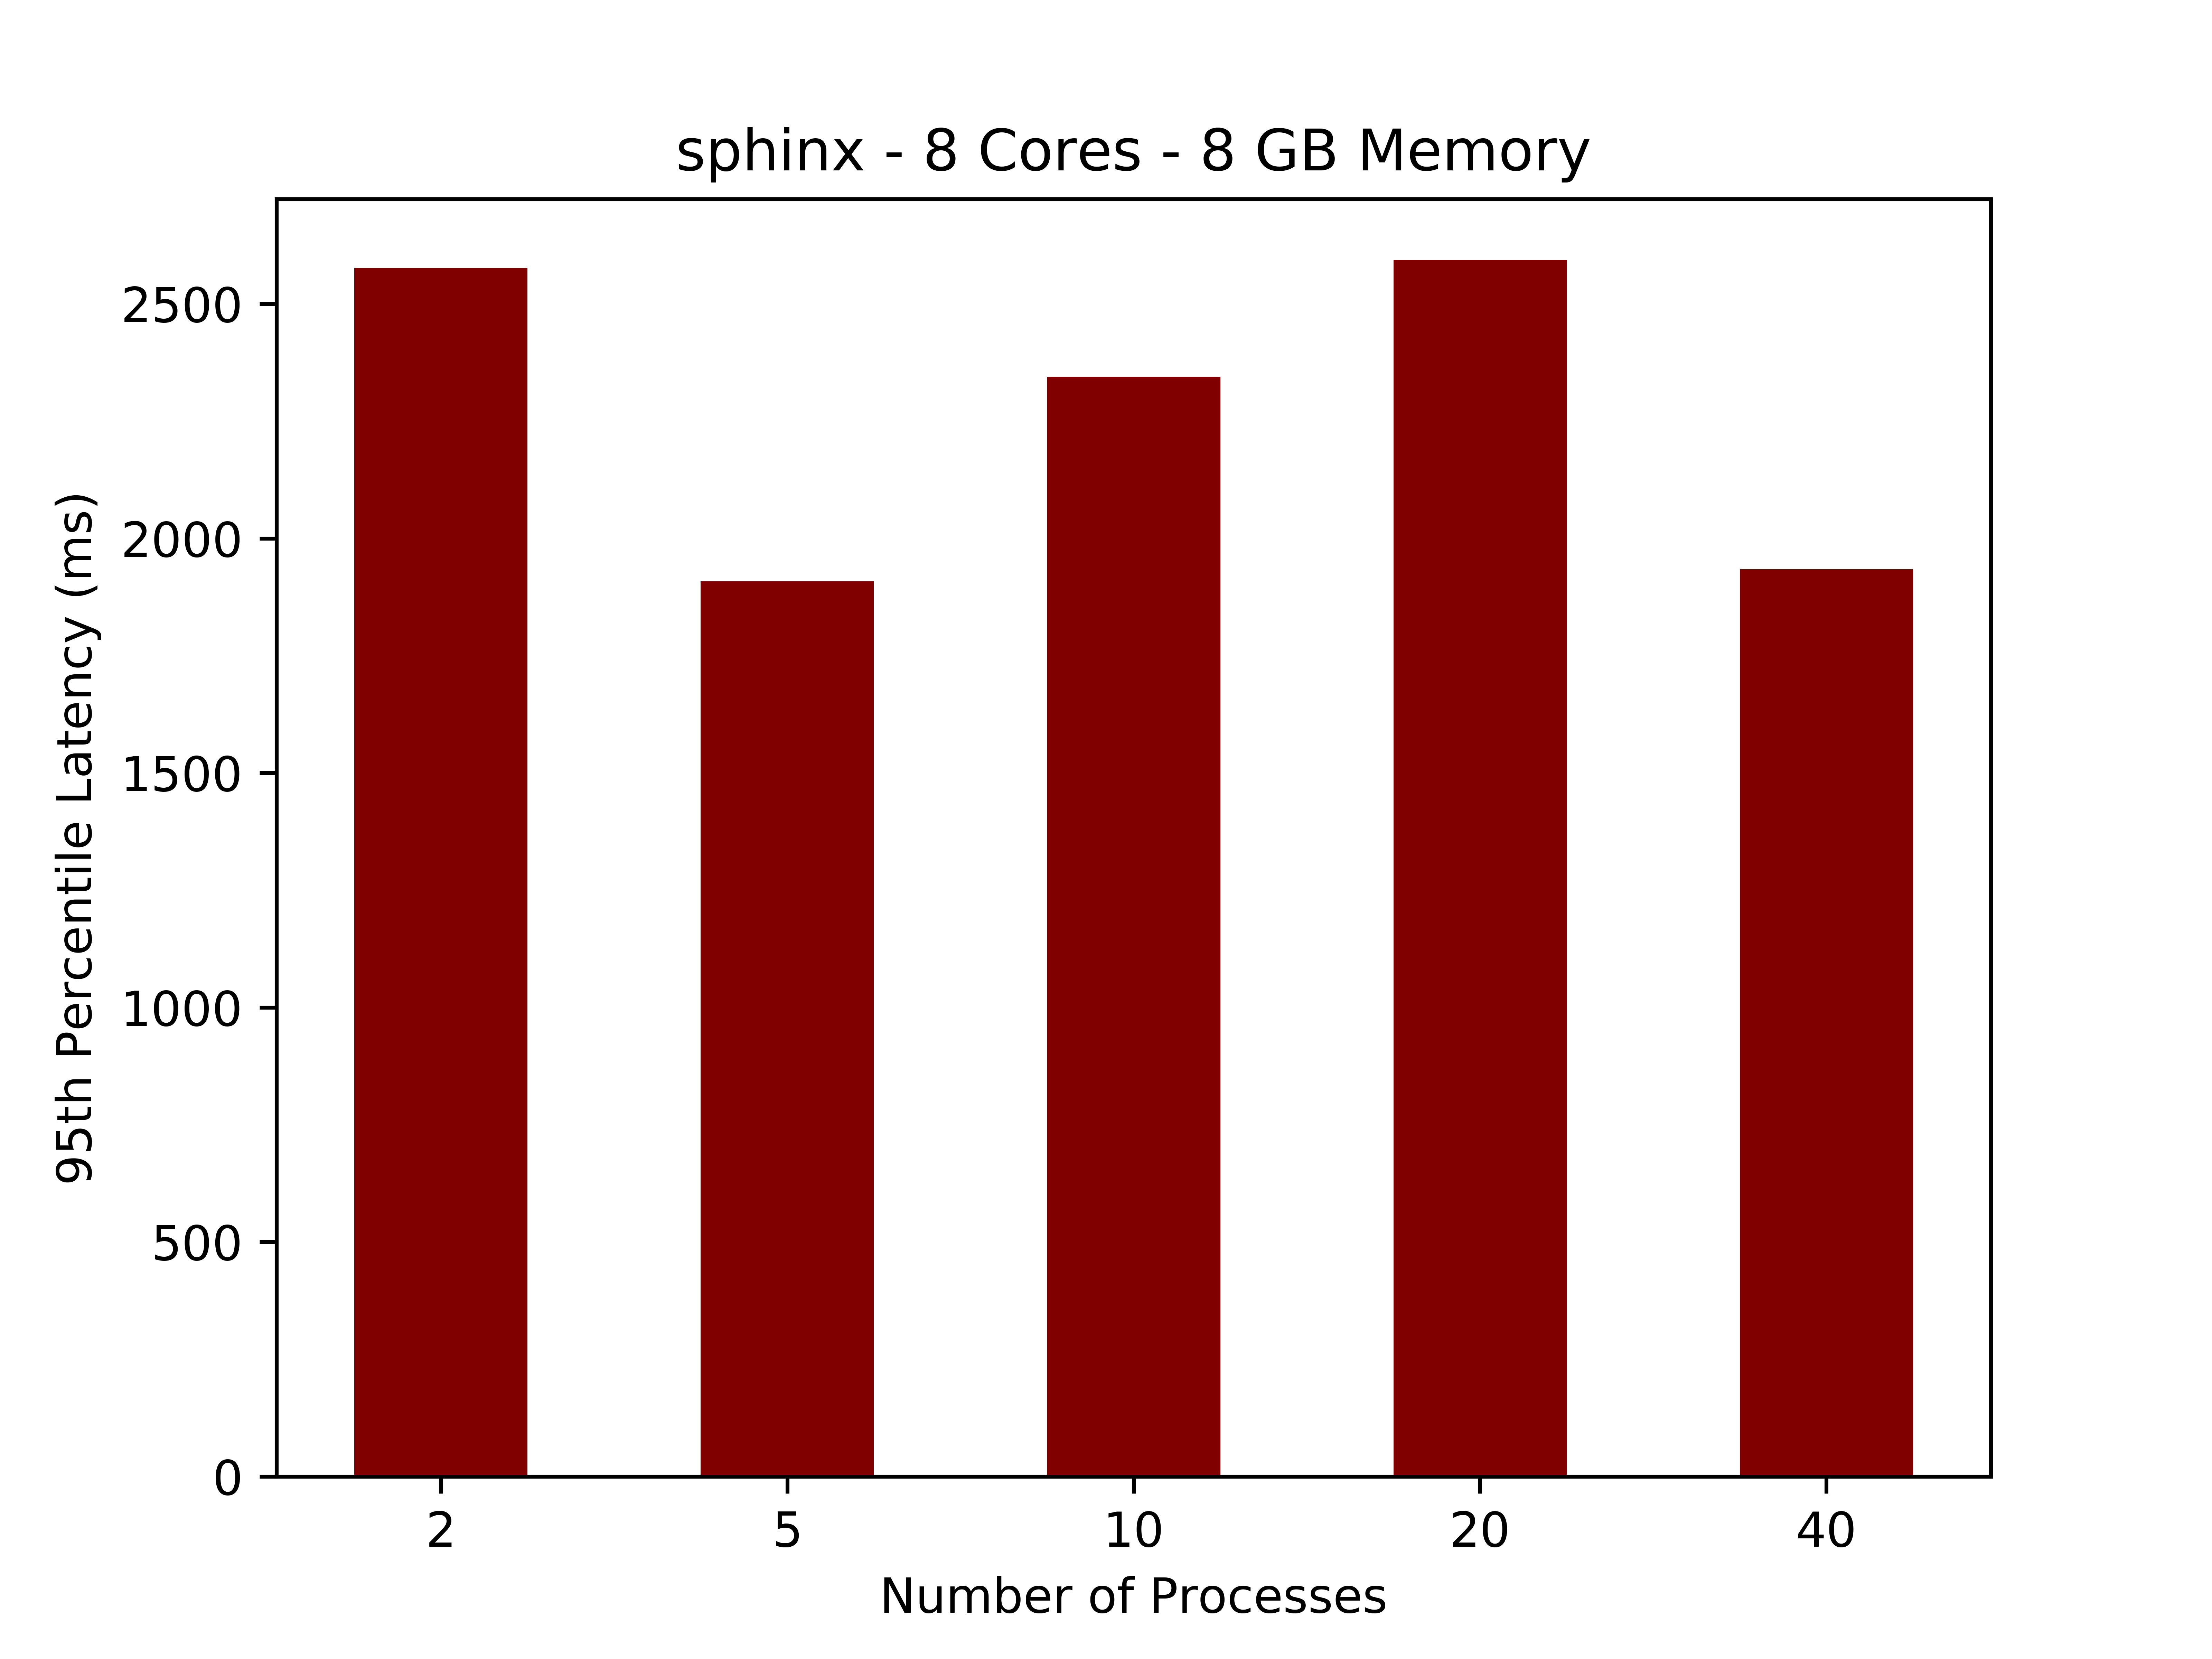 sphinx - 8 Cores - 8 GB Memory
95th Percentile Latency (ms)
2500
2000
1500
1000
500
0
2 5 10 20 40
Number of Processes